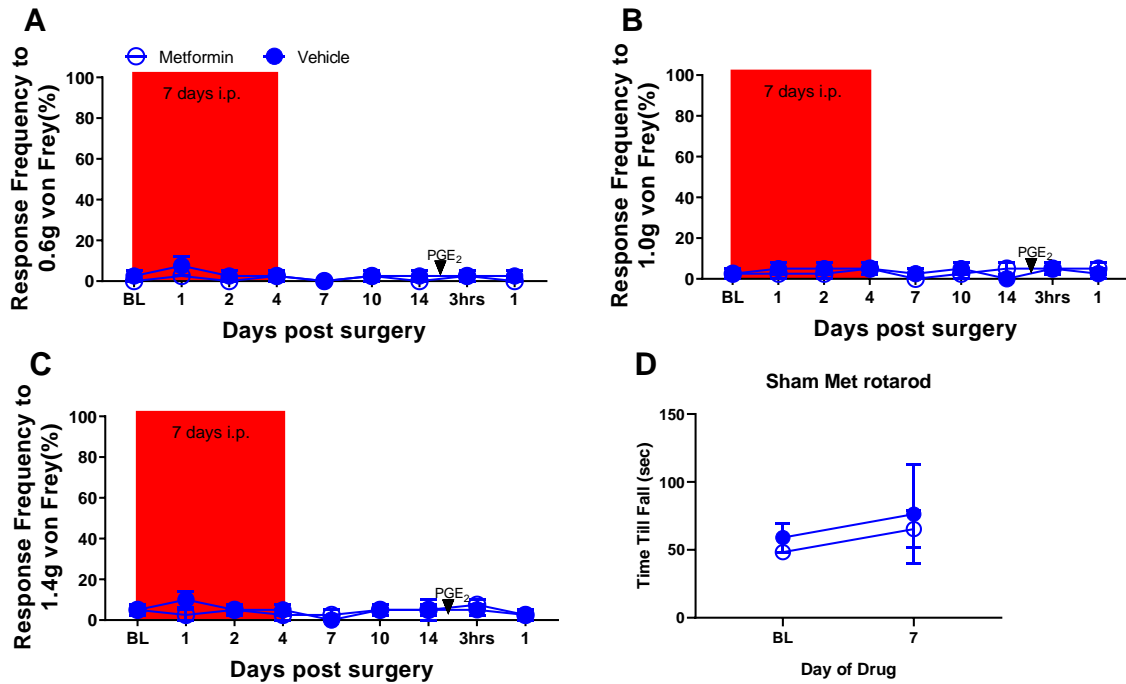 A
Response Frequency to
0.6g von Frey(%)
Metformin Vehicle
100
80
60
40
20
0
7 days i.p.
PGE2
BL 1 2 4 7 10 14 3hrs 1
Days post surgery
B
Response Frequency to
1.0g von Frey(%)
100
80
60
40
20
0
7 days i.p.
PGE2
BL 1 2 4 7 10 14 3hrs 1
Days post surgery
C
Response Frequency to
1.4g von Frey(%)
100
80
60
40
20
0
7 days i.p.
PGE2
BL 1 2 4 7 10 14 3hrs 1
Days post surgery
D
Sham Met rotarod
Time Till Fall (sec)
150
100
50
0
BL 7
Day of Drug